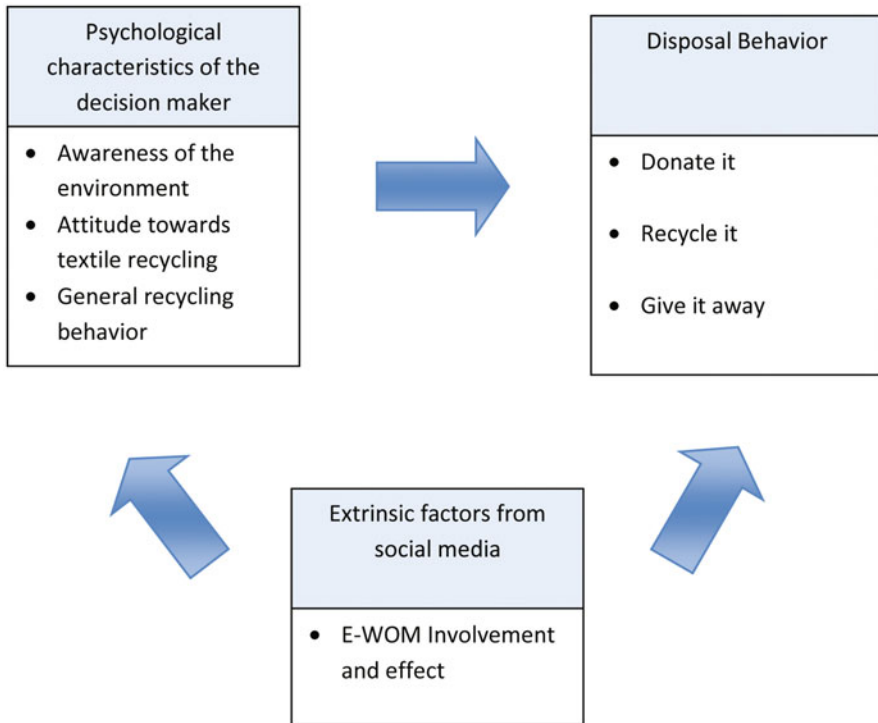 Psychological
characteristics of the
decision maker
• Awareness of the
environment
• Attitude towards
textile recycling
• General recycling
behavior
Disposal Behavior
• Donate it
• Recycle it
• Give it away
Extrinsic factors from
social media
• E-WOM Involvement
and effect